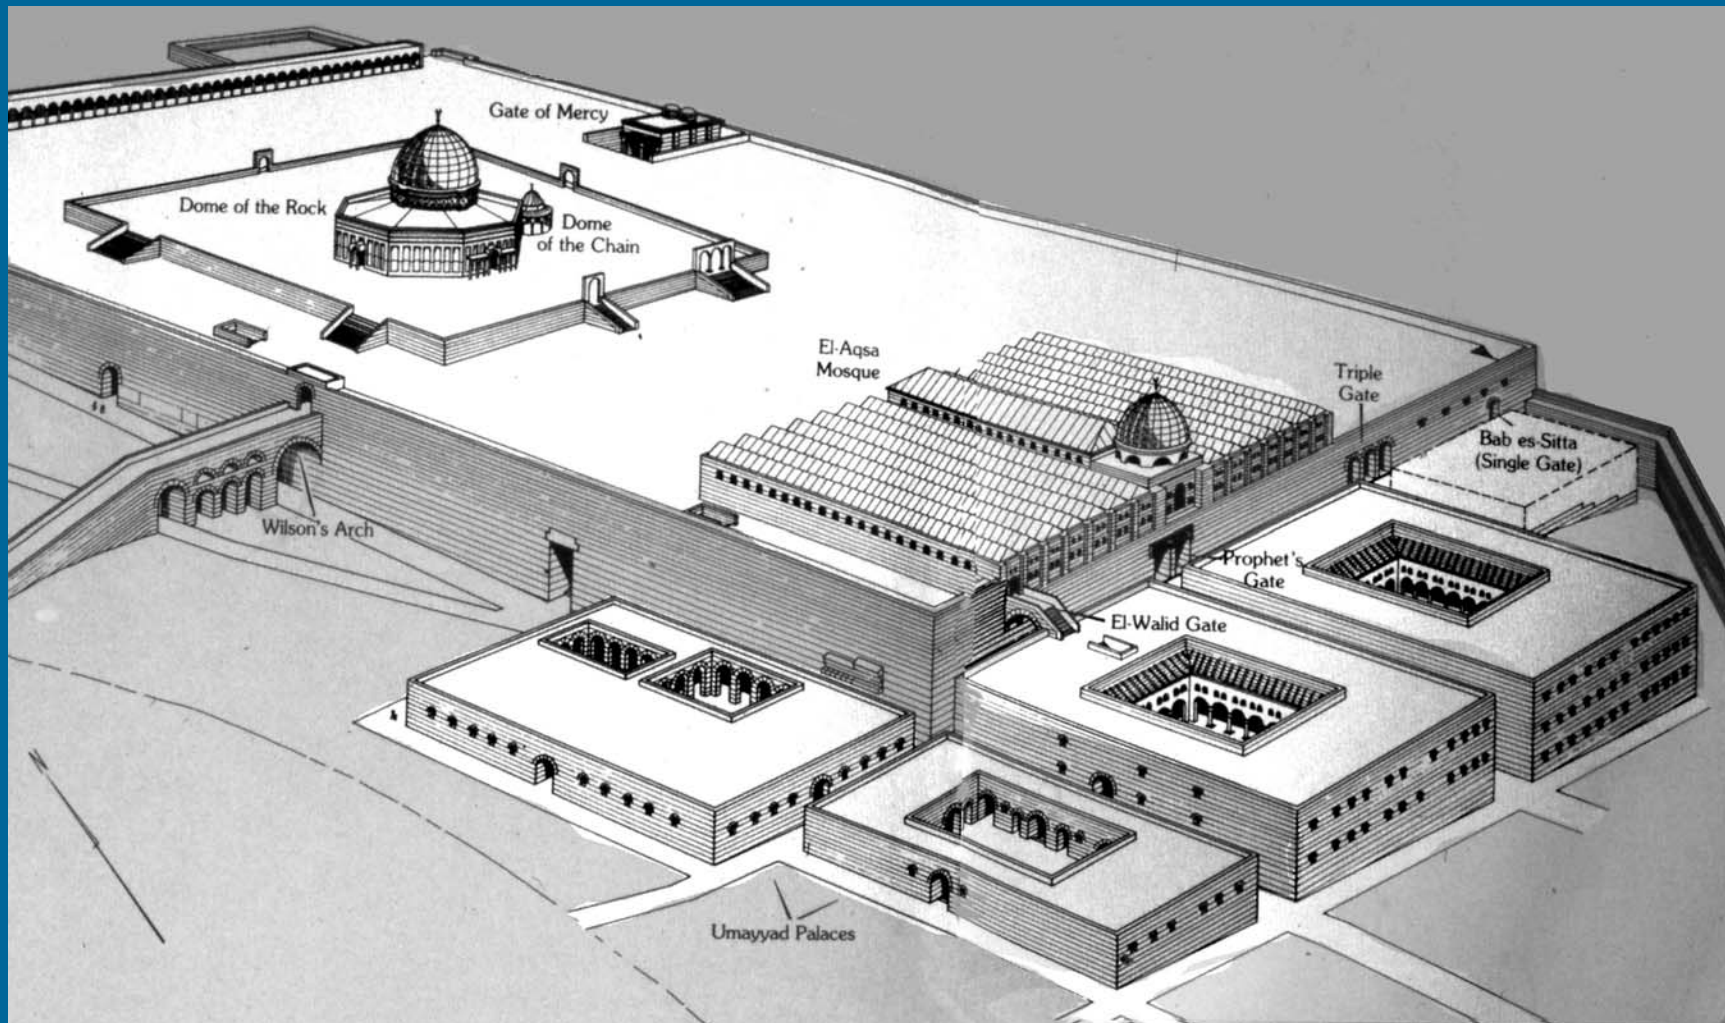 Gate of Mercy
Dome of the Rock
Dome
of the Chain
El-Aqsa
Mosque
Triple
Gate
Bab es-Sitta
(Single Gate)
Wilson's Arch
Prophet's
Gate
El-Walid Gate
Umayyad Palaces
N